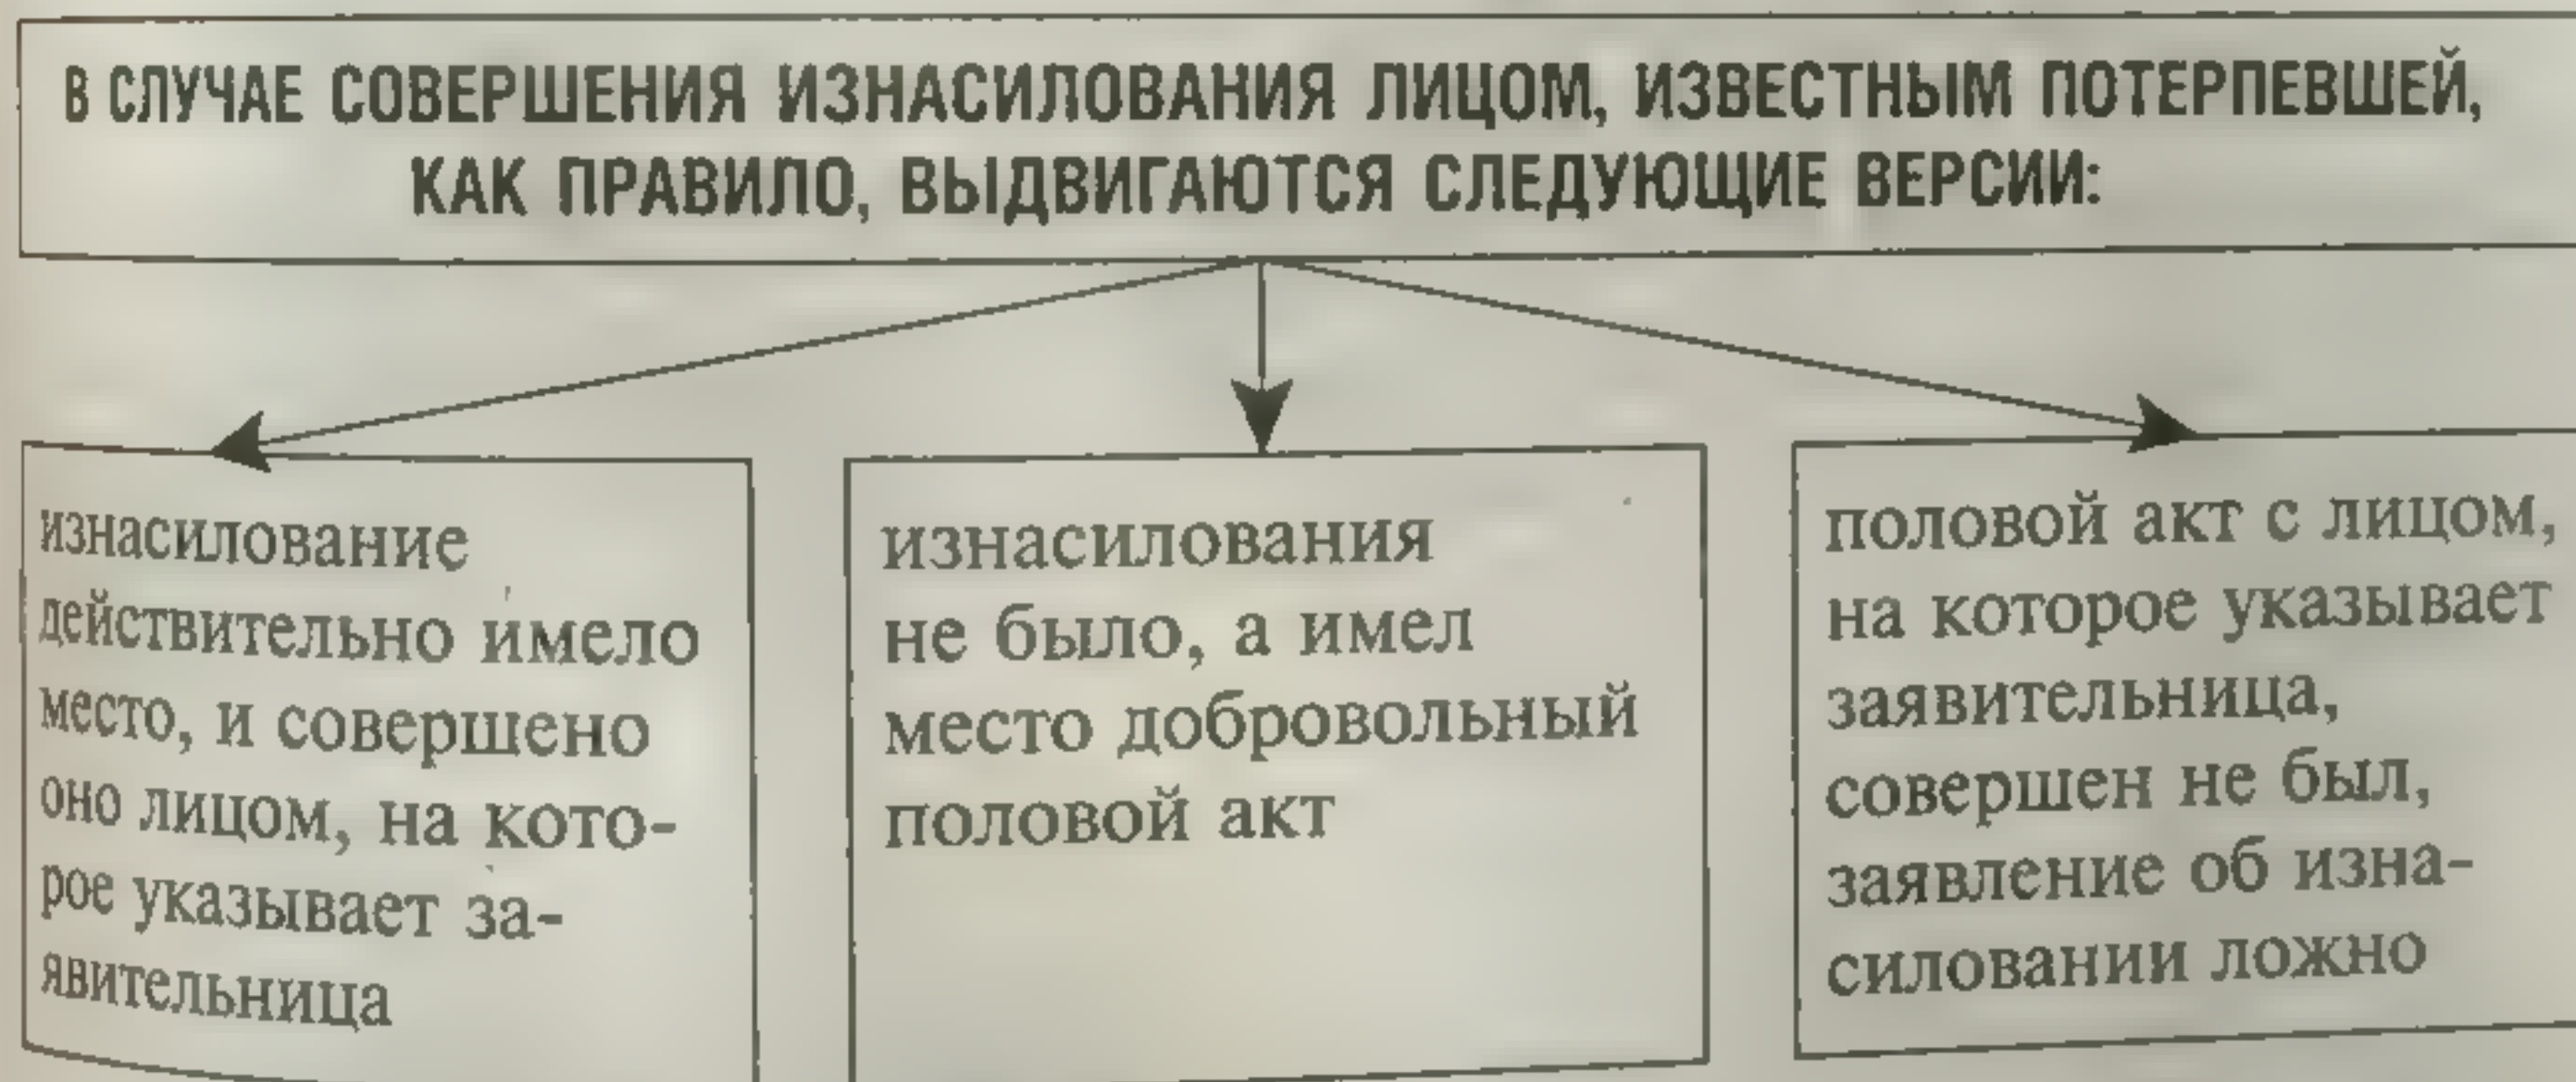 В СЛУЧАЕ СОВЕРШЕНИЯ ИЗНАСИЛОВАНИЯ ЛИЦОМ, ИЗВЕСТНЫМ ПОТЕРПЕВШЕЙ,
КАК ПРАВИЛО, ВЫДВИГАЮТСЯ СЛЕДУЮЩИЕ ВЕРСИИ:
изнасилование
действительно имело
место, и совершено
оно лицом, на кото-
рое указывает за-
явительница
изнасилования
не было, а имел
место добровольный
половой акт
половой акт с лицом,
на которое указывает
заявительница,
совершен не был,
заявление об изна-
силовании ложно